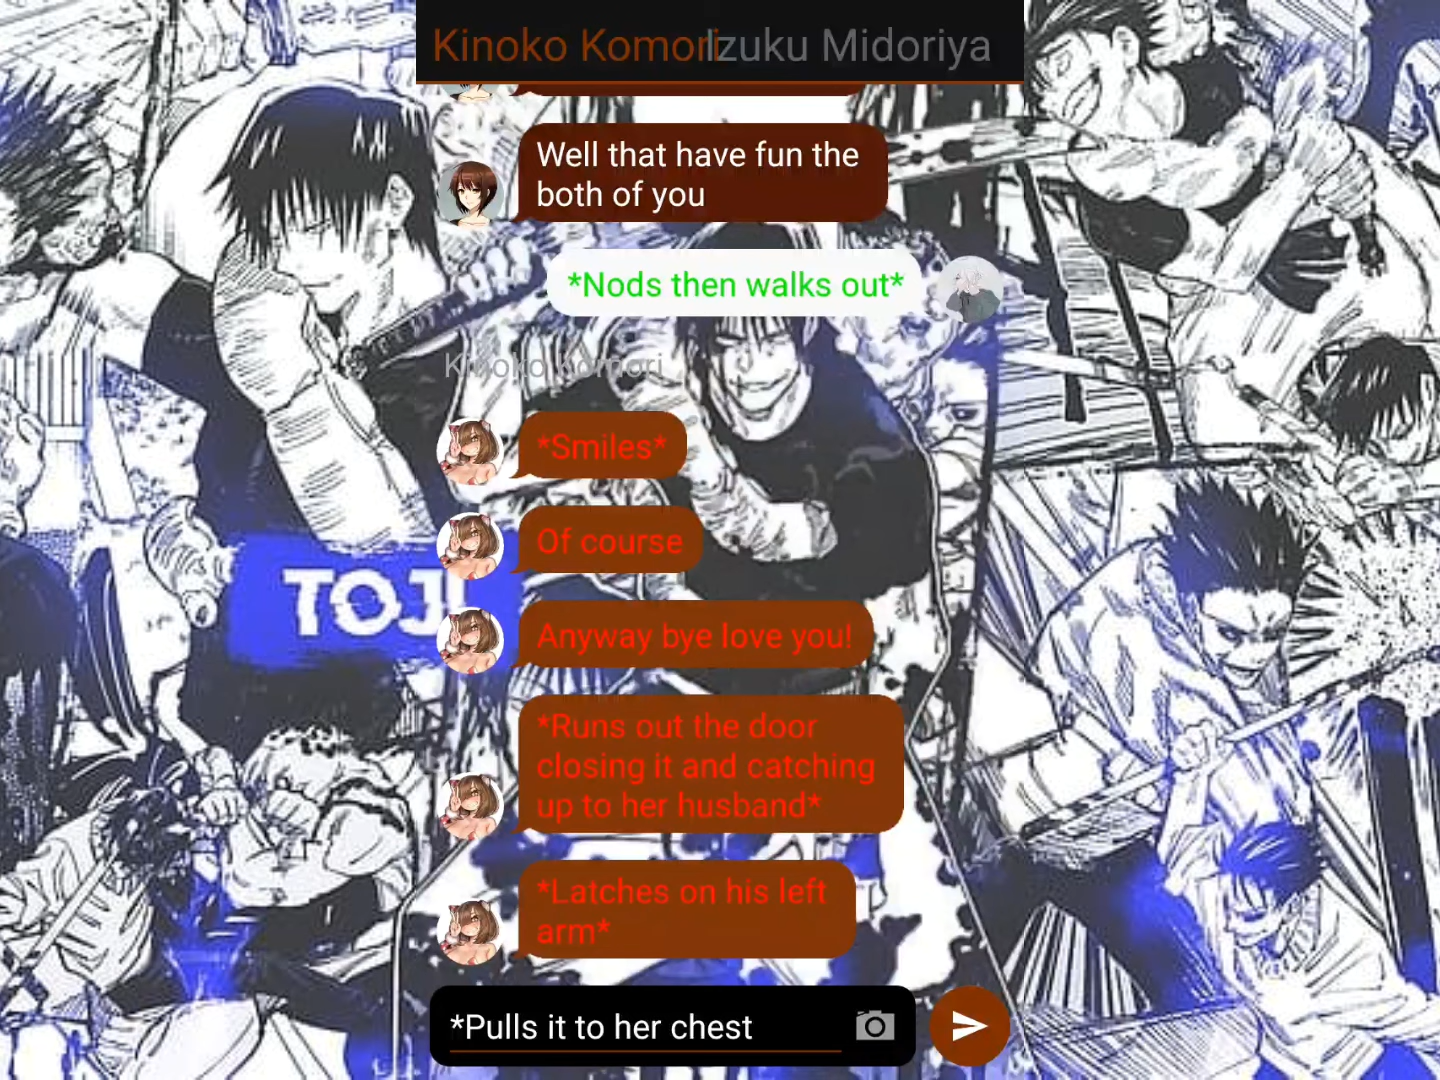 Kinoko Komori Izuku Midoriya
Well that have fun the
both of you
*Nods then walks out*
Kinoko Komori
*Smiles*
Of course
TOJI
Anyway bye love you!
*Runs out the door
closing it and catching
up to her husband*
*Latches on his left
arm*
*Pulls it to her chest